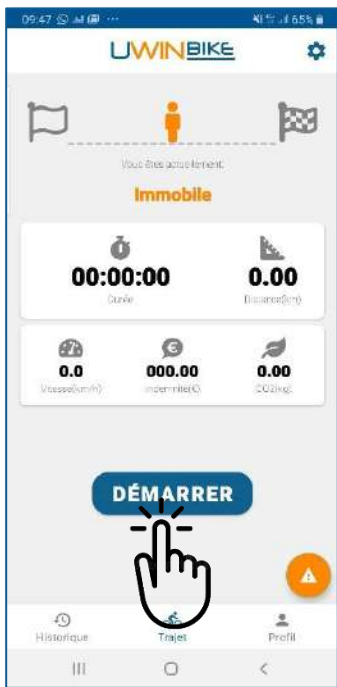 09:47 ···
65%
UWINBIKE
Vous êtes actuellement:
Immobile
00:00:00 0.00
Durée Distance(km)
0.0 000.00 0.00
Vitesse(km/h) Indemnité(€) CO2(kg)
DÉMARRER
Historique Trajet Profil